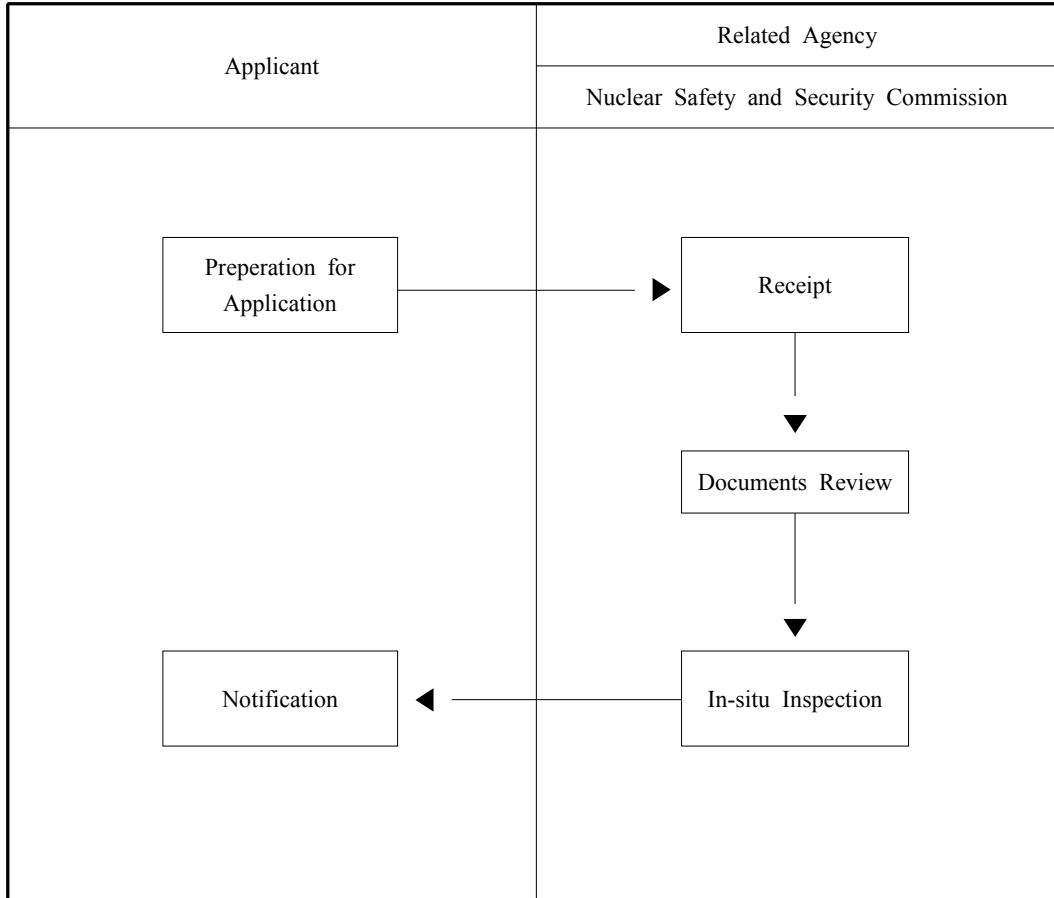 Applicant
Related Agency
Nuclear Safety and Security Commission
Preperation for
Application
Receipt
Documents Review
Notification
In-situ Inspection